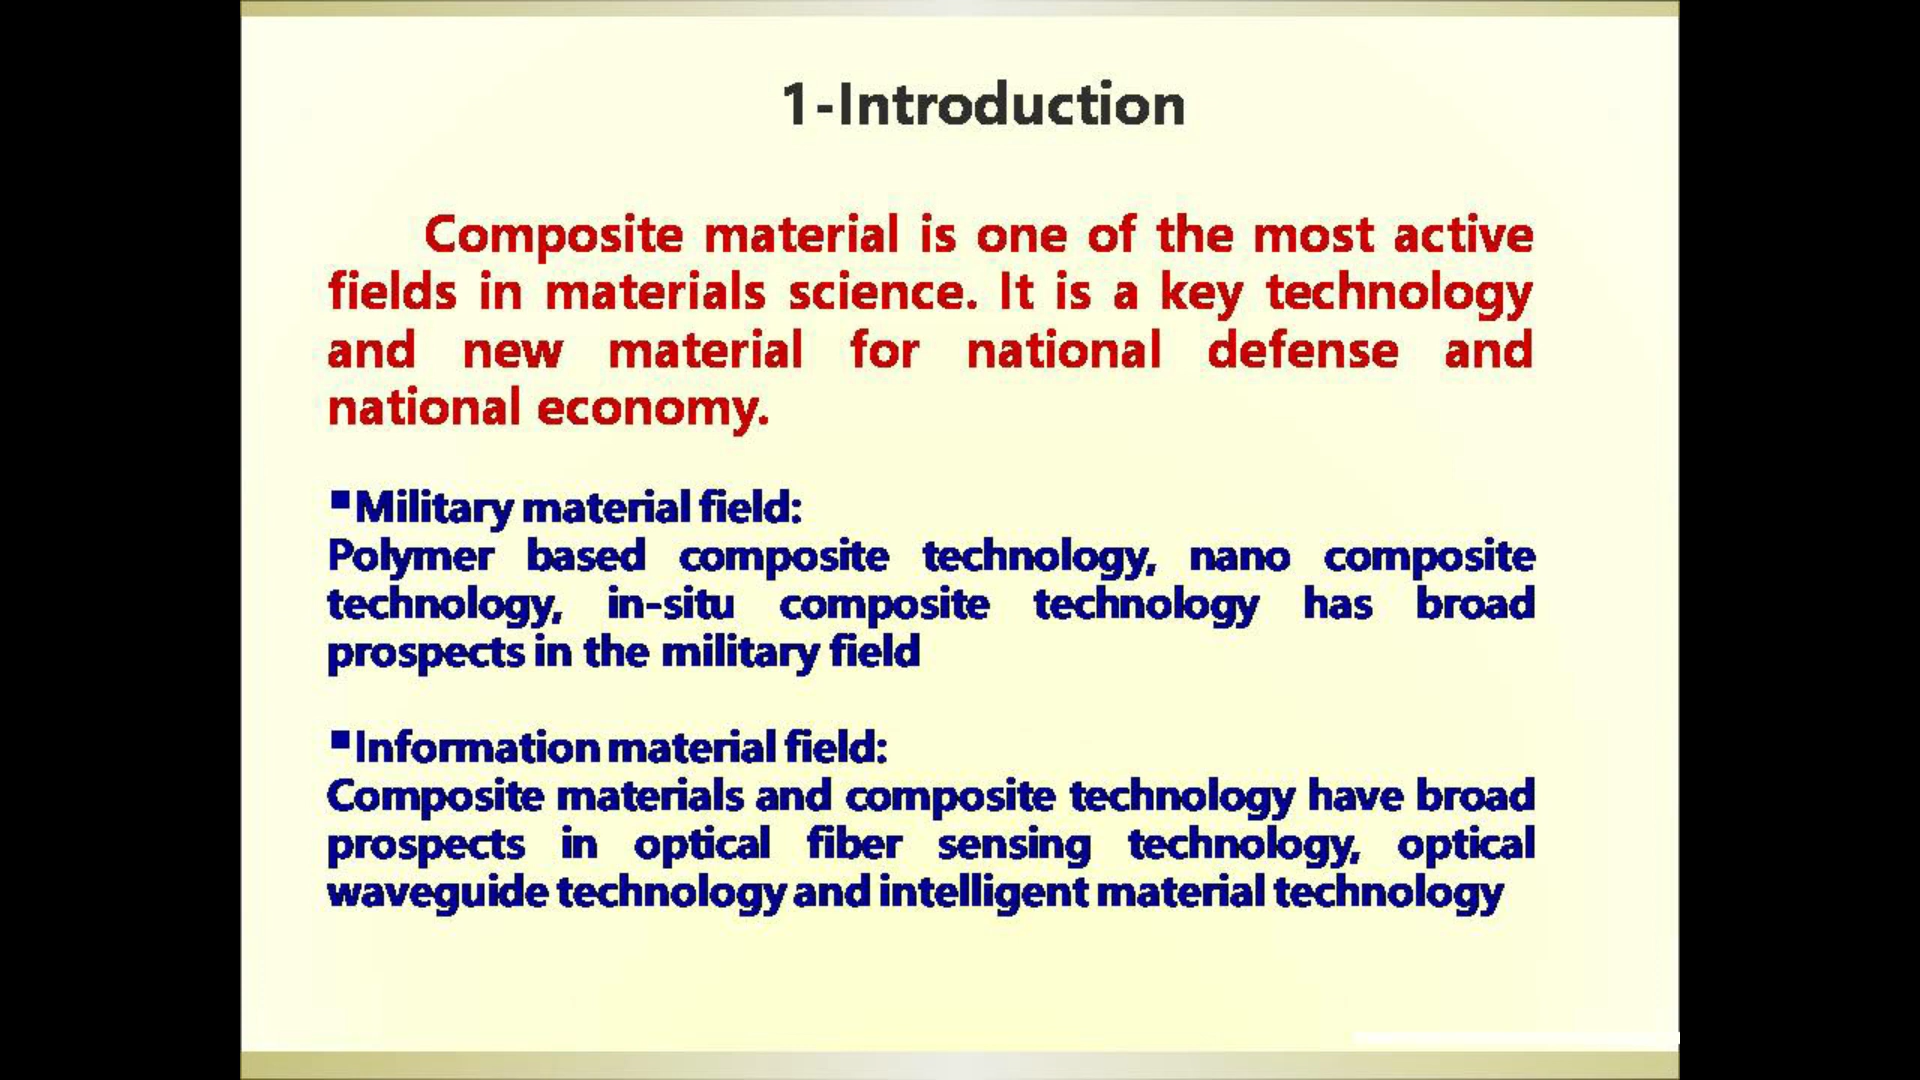 1-Introduction
Composite material is one of the most active
fields in materials science. It is a key technology
and new material for national defense and
national economy.
▪Military material field:
Polymer based composite technology, nano composite
technology, in-situ composite technology has broad
prospects in the military field
▪Information material field:
Composite materials and composite technology have broad
prospects in optical fiber sensing technology, optical
waveguide technology and intelligent material technology